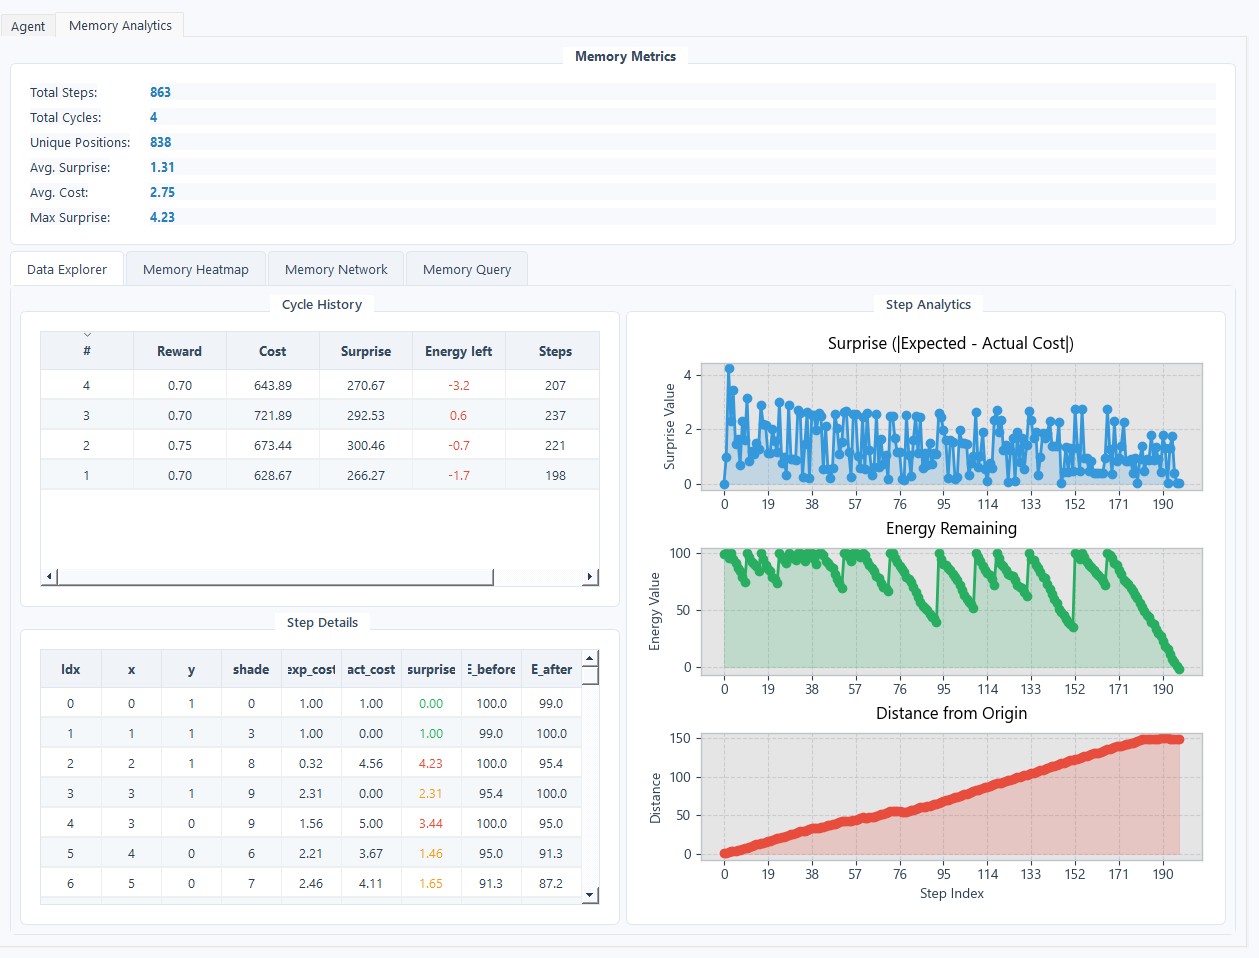 Agent Memory Analytics
Memory Metrics
Total Steps: 863
Total Cycles: 4
Unique Positions: 838
Avg. Surprise: 1.31
Avg. Cost: 2.75
Max Surprise: 4.23
Data Explorer Memory Heatmap Memory Network Memory Query
Cycle History
# Reward Cost Surprise Energy left Steps
4 0.70 643.89 270.67 -3.2 207
3 0.70 721.89 292.53 0.6 237
2 0.75 673.44 300.46 -0.7 221
1 0.70 628.67 266.27 -1.7 198
Step Details
Idx x y shade exp_cost act_cost surprise E_before E_after
0 0 1 0 1.00 1.00 0.00 100.0 99.0
1 1 1 3 1.00 0.00 1.00 99.0 100.0
2 2 1 8 0.32 4.56 4.23 100.0 95.4
3 3 1 9 2.31 0.00 2.31 95.4 100.0
4 3 0 9 1.56 5.00 3.44 100.0 95.0
5 4 0 6 2.21 3.67 1.46 95.0 91.3
6 5 0 7 2.46 4.11 1.65 91.3 87.2
Step Analytics
Surprise (|Expected - Actual Cost|)
Surprise Value
4
2
0
0 19 38 57 76 95 114 133 152 171 190
Energy Remaining
Energy Value
100
50
0
0 19 38 57 76 95 114 133 152 171 190
Distance from Origin
Distance
150
100
50
0
0 19 38 57 76 95 114 133 152 171 190
Step Index